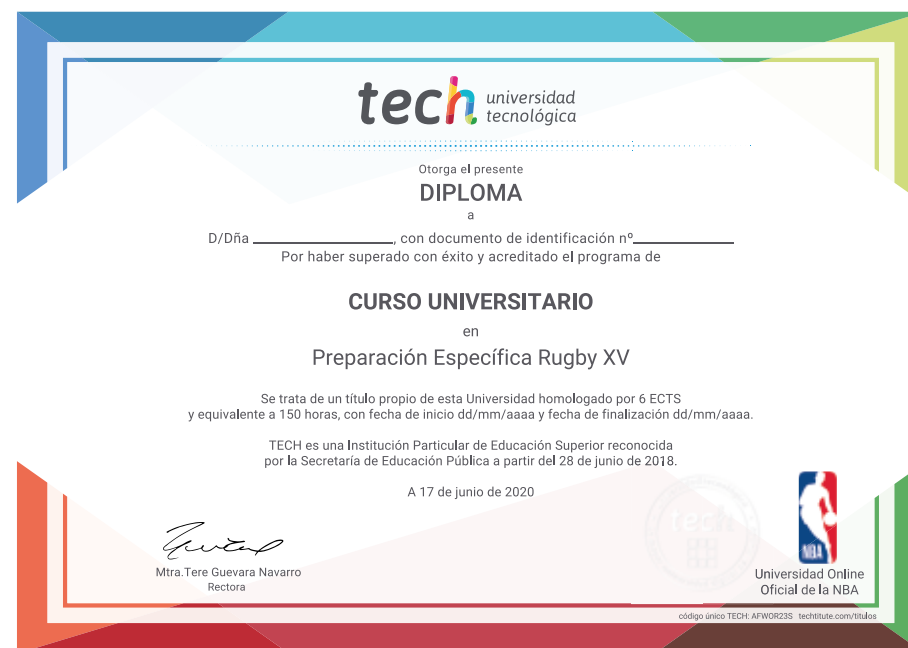 tech universidad
tecnológica
Otorga el presente
DIPLOMA
a
D/Dña ____________________, con documento de identificación nº______________
Por haber superado con éxito y acreditado el programa de
CURSO UNIVERSITARIO
en
Preparación Específica Rugby XV
Se trata de un título propio de esta Universidad homologado por 6 ECTS
y equivalente a 150 horas, con fecha de inicio dd/mm/aaaa y fecha de finalización dd/mm/aaaa.
TECH es una Institución Particular de Educación Superior reconocida
por la Secretaría de Educación Pública a partir del 28 de junio de 2018.
A 17 de junio de 2020
tech
NBA
Mtra.Tere Guevara Navarro
Rectora
Universidad Online
Oficial de la NBA
código único TECH: AFWOR23S techtitute.com/titulos